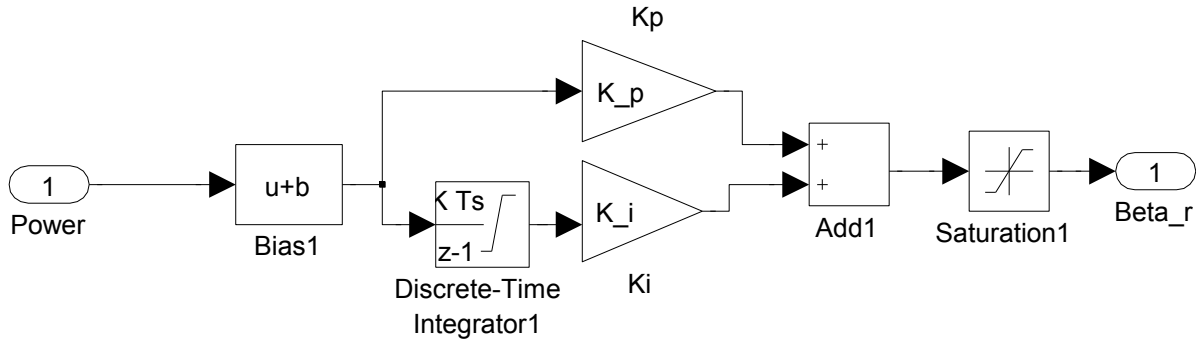 Kp
K_p
1
Power
u+b
Bias1
K Ts
z-1
Discrete-Time
Integrator1
K_i
Ki
+
+
Add1
Saturation1
1
Beta_r